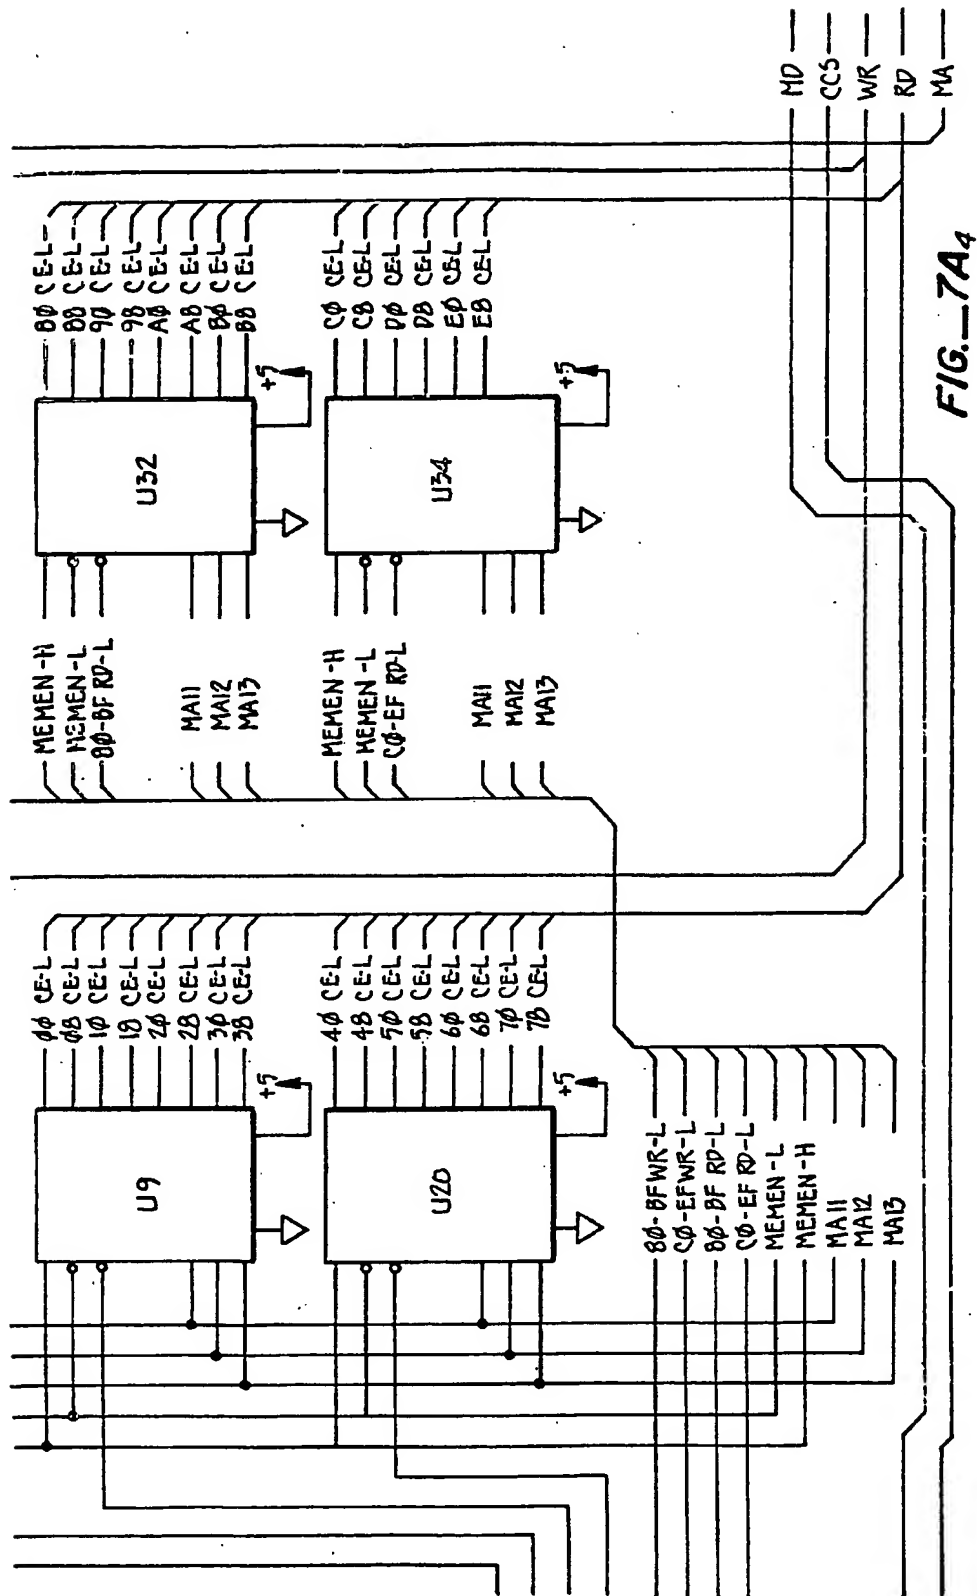 MD
CCS
WR
RD
MA
80 CE-L
88 CE-L
90 CE-L
98 CE-L
A0 CE-L
A8 CE-L
B0 CE-L
B8 CE-L
U32
+5
MEMEN-H
MEMEN-L
80-BF RD-L
MA11
MA12
MA13
C0 CE-L
C8 CE-L
D0 CE-L
D8 CE-L
E0 CE-L
E8 CE-L
U34
+5
MEMEN-H
MEMEN-L
C0-EF RD-L
MA11
MA12
MA13
00 CE-L
08 CE-L
10 CE-L
18 CE-L
20 CE-L
28 CE-L
30 CE-L
38 CE-L
U9
+5
40 CE-L
48 CE-L
50 CE-L
58 CE-L
60 CE-L
68 CE-L
70 CE-L
78 CE-L
U20
+5
80-BFWR-L
C0-EFWR-L
80-BF RD-L
C0-EF RD-L
MEMEN-L
MEMEN-H
MA11
MA12
MA13
FIG._7A4